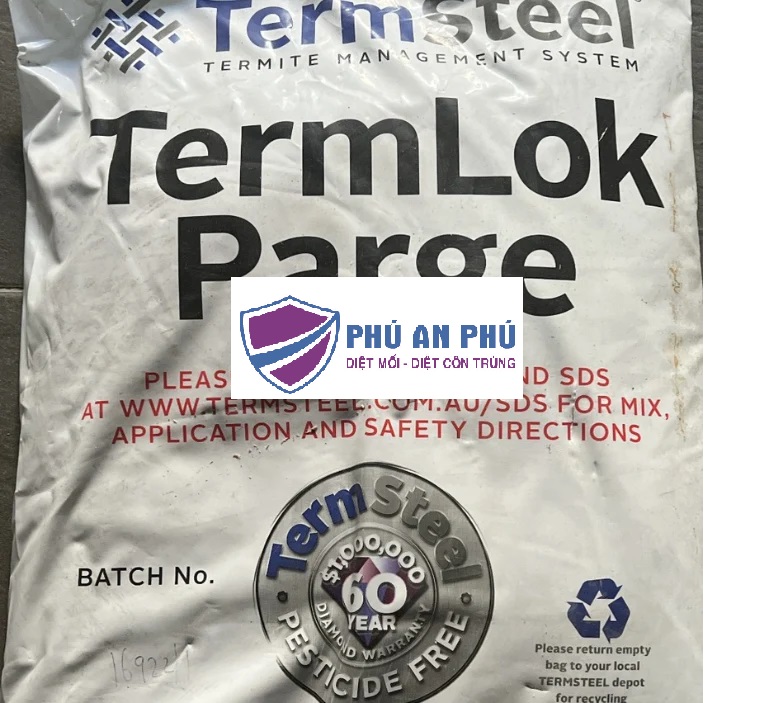 TermSteel
TERMITE MANAGEMENT SYSTEM
TermLok
Parge
PHÚ AN PHÚ
DIỆT MỐI - DIỆT CÔN TRÙNG
PLEAS ND SDS
AT WWW.TERMSTEEL.COM.AU/SDS FOR MIX,
APPLICATION AND SAFETY DIRECTIONS
TermSteel
$1,000,000
60
YEAR
DIAMOND WARRANTY
PESTICIDE FREE
BATCH No.
Please return empty
bag to your local
TERMSTEEL depot
for recycling